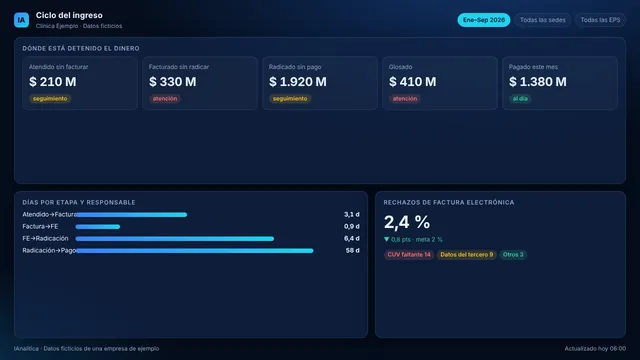 IA
Ciclo del ingreso
Clínica Ejemplo · Datos ficticios
Ene-Sep 2026
Todas las sedes
Todas las EPS
DÓNDE ESTÁ DETENIDO EL DINERO
Atendido sin facturar
$ 210 M
seguimiento
Facturado sin radicar
$ 330 M
atención
Radicado sin pago
$ 1.920 M
seguimiento
Glosado
$ 410 M
atención
Pagado este mes
$ 1.380 M
al día
DÍAS POR ETAPA Y RESPONSABLE
Atendido→Factura 3,1 d
Factura→FE 0,9 d
FE→Radicación 6,4 d
Radicación→Pago 58 d
RECHAZOS DE FACTURA ELECTRÓNICA
2,4 %
▼ 0,8 pts · meta 2 %
CUV faltante 14
Datos del tercero 9
Otros 3
IAnalítica · Datos ficticios de una empresa de ejemplo
Actualizado hoy 06:00